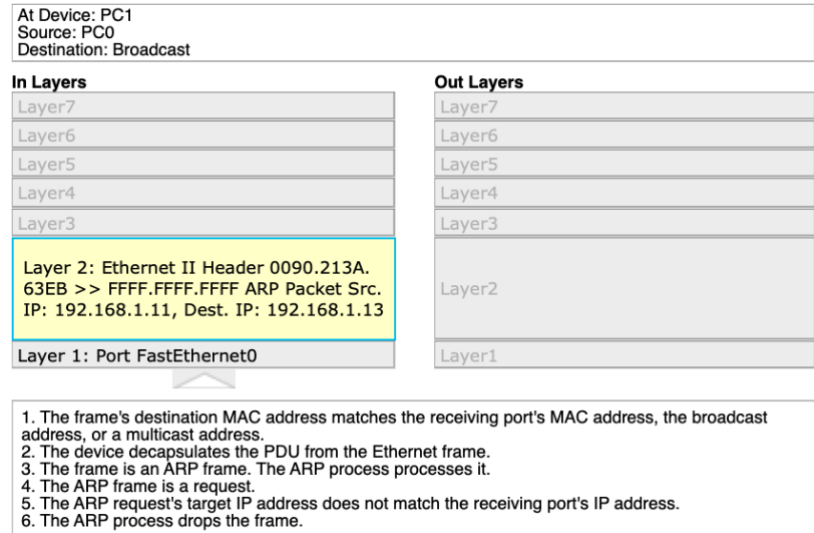 At Device: PC1
Source: PC0
Destination: Broadcast
In Layers
Out Layers
Layer7
Layer7
Layer6
Layer6
Layer5
Layer5
Layer4
Layer4
Layer3
Layer3
Layer 2: Ethernet II Header 0090.213A.
63EB >> FFFF.FFFF.FFFF ARP Packet Src.
IP: 192.168.1.11, Dest. IP: 192.168.1.13
Layer2
Layer 1: Port FastEthernet0
Layer1
1. The frame's destination MAC address matches the receiving port's MAC address, the broadcast
address, or a multicast address.
2. The device decapsulates the PDU from the Ethernet frame.
3. The frame is an ARP frame. The ARP process processes it.
4. The ARP frame is a request.
5. The ARP request's target IP address does not match the receiving port's IP address.
6. The ARP process drops the frame.